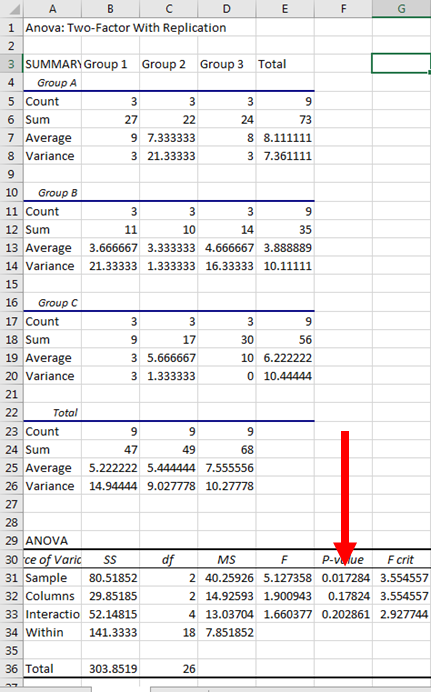 A B C D E F G
1 Anova: Two-Factor With Replication
2
3 SUMMARY Group 1 Group 2 Group 3 Total
4 Group A
5 Count 3 3 3 9
6 Sum 27 22 24 73
7 Average 9 7.333333 8 8.111111
8 Variance 3 21.33333 3 7.361111
9
10 Group B
11 Count 3 3 3 9
12 Sum 11 10 14 35
13 Average 3.666667 3.333333 4.666667 3.888889
14 Variance 21.33333 1.333333 16.33333 10.11111
15
16 Group C
17 Count 3 3 3 9
18 Sum 9 17 30 56
19 Average 3 5.666667 10 6.222222
20 Variance 3 1.333333 0 10.44444
21
22 Total
23 Count 9 9 9
24 Sum 47 49 68
25 Average 5.222222 5.444444 7.555556
26 Variance 14.94444 9.027778 10.27778
27
28
29 ANOVA
30 rce of Varia SS df MS F P-value F crit
31 Sample 80.51852 2 40.25926 5.127358 0.017284 3.554557
32 Columns 29.85185 2 14.92593 1.900943 0.17824 3.554557
33 Interactio 52.14815 4 13.03704 1.660377 0.202861 2.927744
34 Within 141.3333 18 7.851852
35
36 Total 303.8519 26